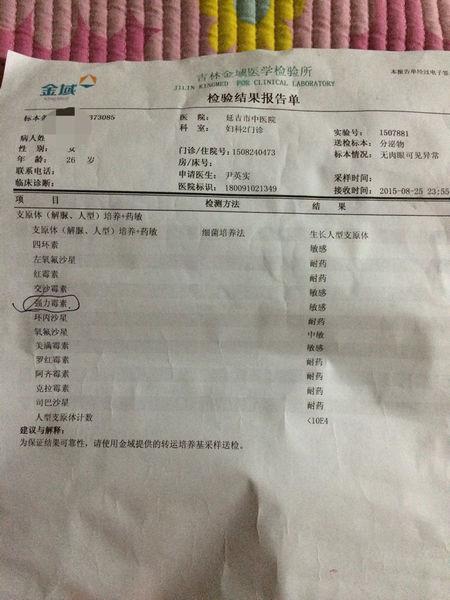 金域
KINGMED
吉林金域医学检验所
JILIN KINGMED FOR CLINICAL LABORATORY
本报告单经过电子签
检验结果报告单
标本 373085 医 院: 延吉市中医院
科 室: 妇科2门诊 实验号: 1507881
病人姓
门诊/住院号: 1508240473 送检标本: 分泌物
性 别: 女
房/床号: 标本情况: 无肉眼可见异常
年 龄: 26 岁
申请医生: 尹英实 采样时间:
联系电话:
医院标识: 180091021349 接收时间: 2015-08-25 23:55
临床诊断:
项 目 检测方法 结 果
支原体(解脲、人型)培养+药敏
支原体(解脲、人型)培养+药敏 细菌培养法 生长人型支原体
四环素 敏感
左氧氟沙星 耐药
红霉素 耐药
交沙霉素 敏感
强力霉素 敏感
环丙沙星 耐药
氧氟沙星 中敏
美满霉素 敏感
罗红霉素 耐药
阿齐霉素 耐药
克拉霉素 耐药
司巴沙星 耐药
人型支原体计数 <10E4
建议与解释:
为保证结果可靠性,请使用金域提供的转运培养基采样送检。